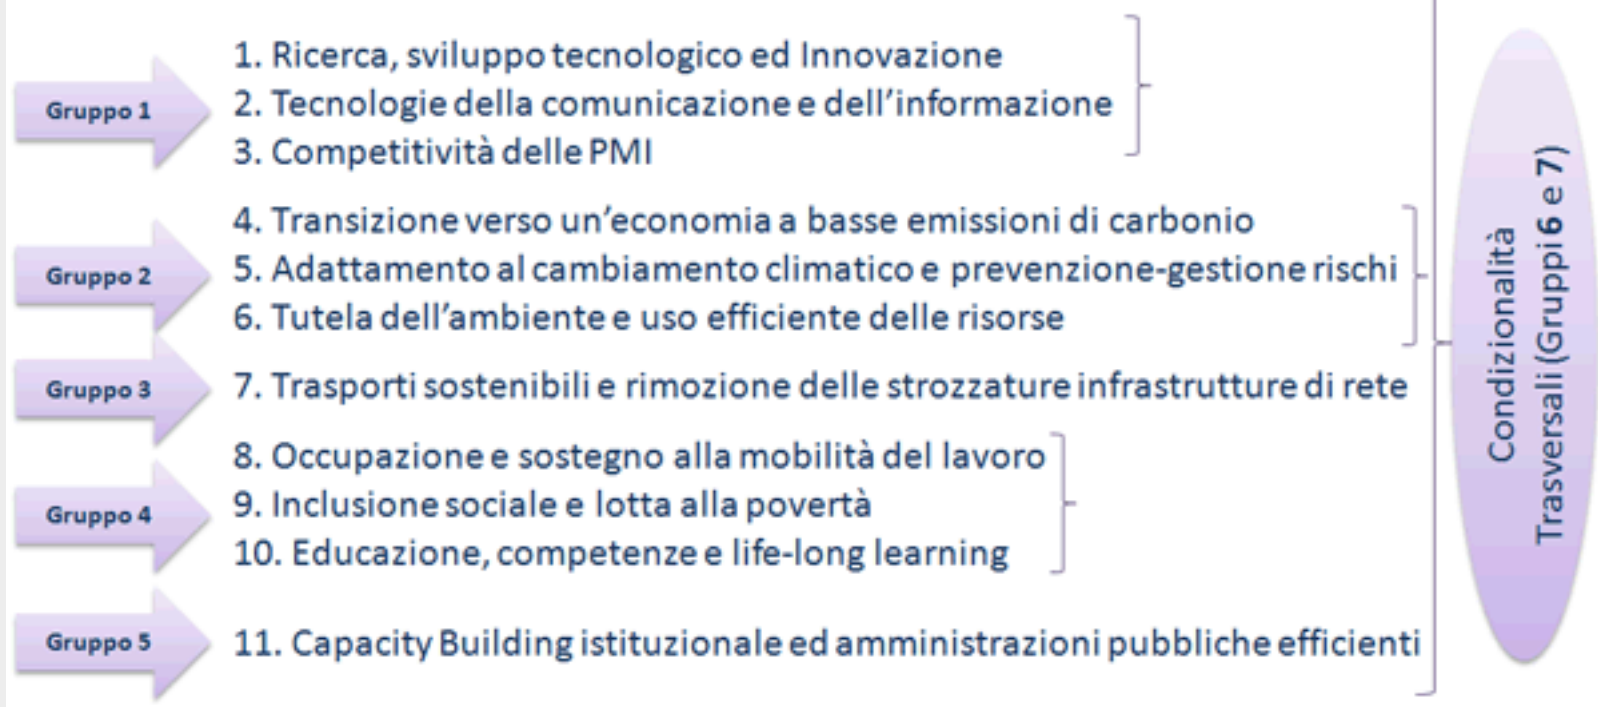 Gruppo 1
1. Ricerca, sviluppo tecnologico ed Innovazione
2. Tecnologie della comunicazione e dell'informazione
3. Competitività delle PMI
Gruppo 2
4. Transizione verso un'economia a basse emissioni di carbonio
5. Adattamento al cambiamento climatico e prevenzione-gestione rischi
6. Tutela dell'ambiente e uso efficiente delle risorse
Gruppo 3
7. Trasporti sostenibili e rimozione delle strozzature infrastrutture di rete
Gruppo 4
8. Occupazione e sostegno alla mobilità del lavoro
9. Inclusione sociale e lotta alla povertà
10. Educazione, competenze e life-long learning
Gruppo 5
11. Capacity Building istituzionale ed amministrazioni pubbliche efficienti
Condizionalità
Trasversali (Gruppi 6 e 7)